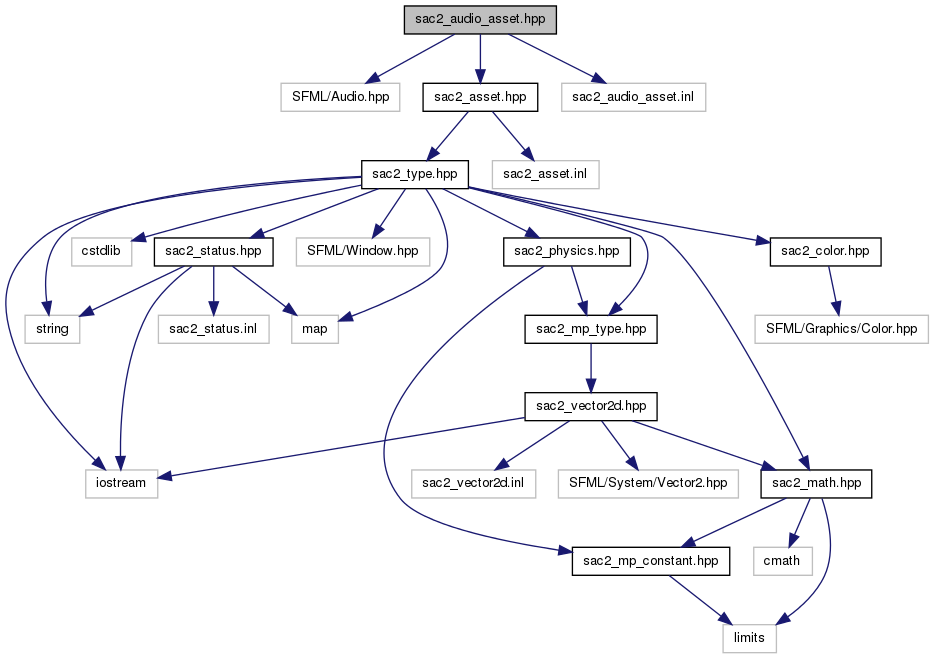 sac2_audio_asset.hpp
SFML/Audio.hpp
sac2_asset.hpp
sac2_audio_asset.inl
sac2_type.hpp
sac2_asset.inl
cstdlib
sac2_status.hpp
SFML/Window.hpp
sac2_physics.hpp
sac2_color.hpp
string
sac2_status.inl
map
sac2_mp_type.hpp
SFML/Graphics/Color.hpp
sac2_vector2d.hpp
iostream
sac2_vector2d.inl
SFML/System/Vector2.hpp
sac2_math.hpp
sac2_mp_constant.hpp
cmath
limits